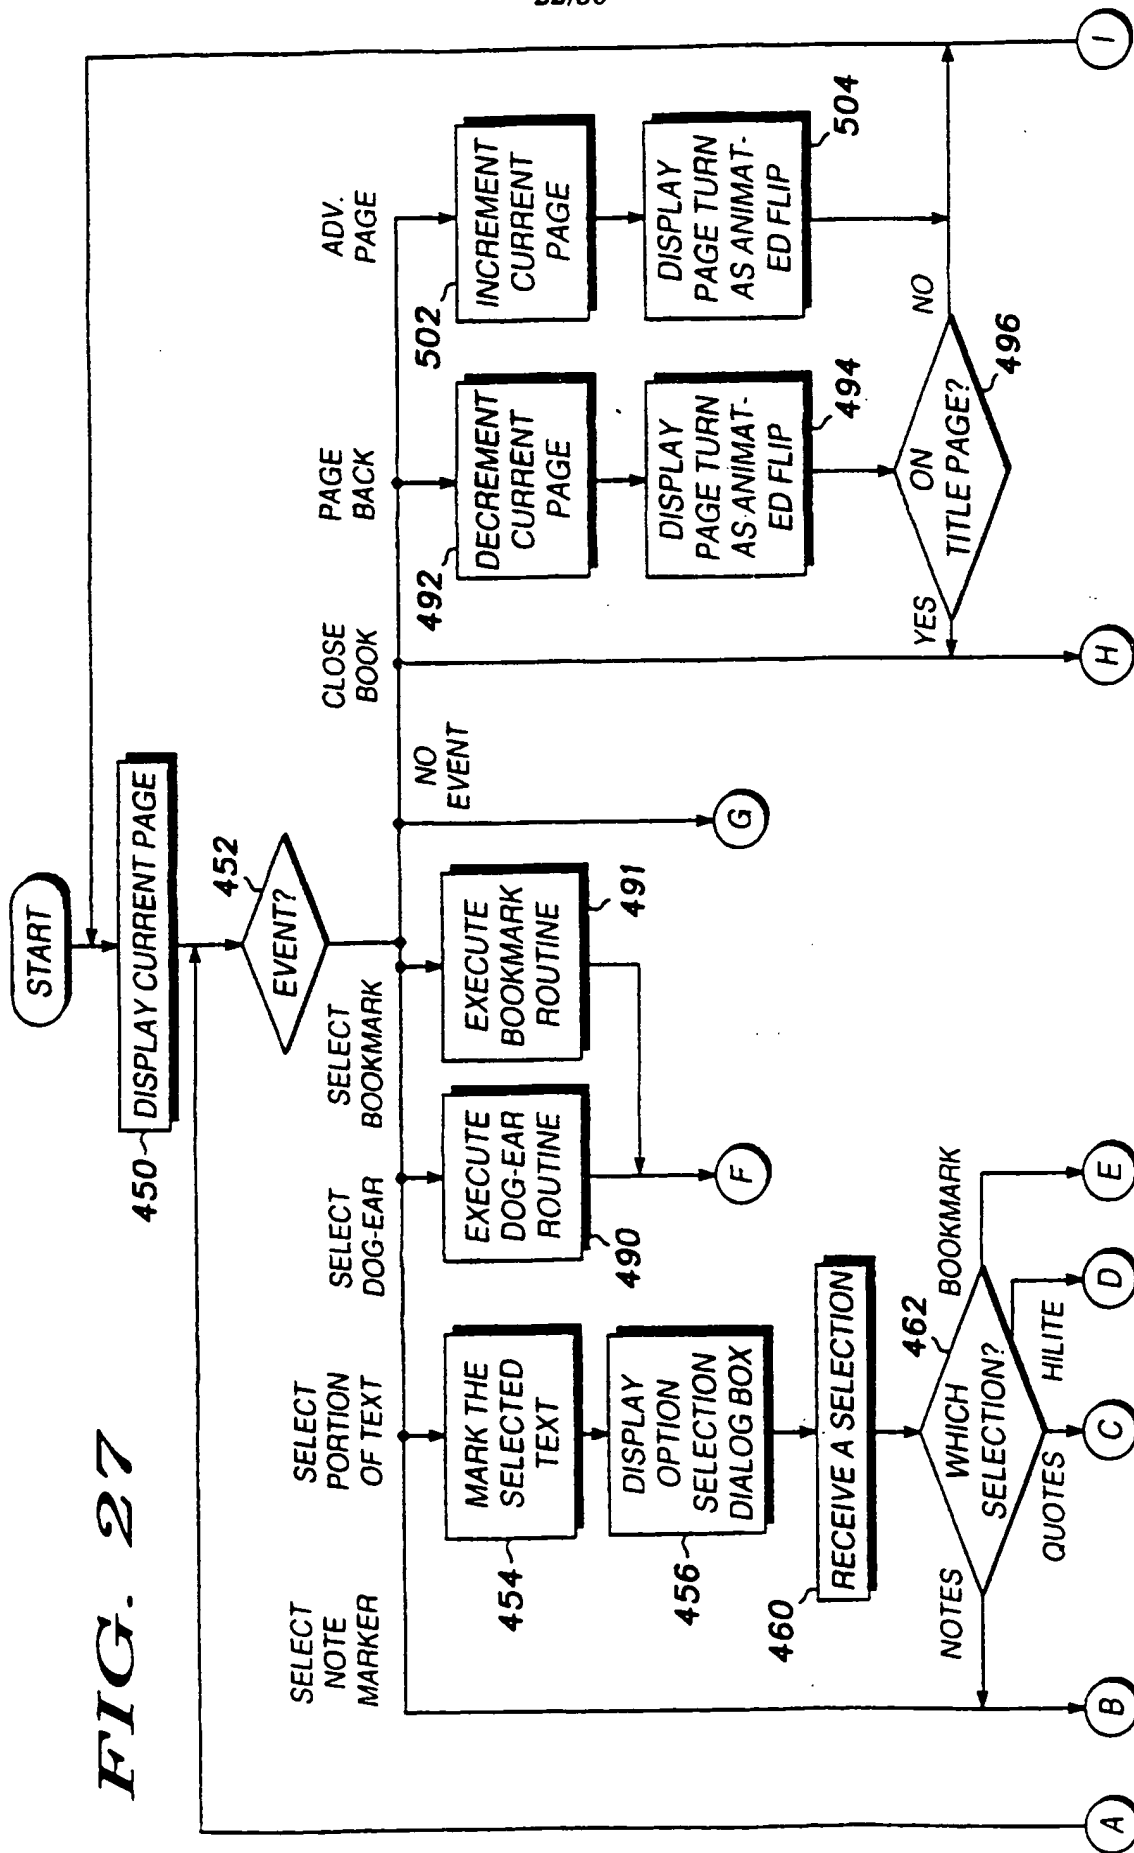 FIG. 27
START
450
DISPLAY CURRENT PAGE
452
EVENT?
SELECT
NOTE
MARKER
SELECT
PORTION
OF TEXT
SELECT
DOG-EAR
SELECT
BOOKMARK
NO
EVENT
CLOSE
BOOK
PAGE
BACK
ADV.
PAGE
454
MARK THE
SELECTED
TEXT
490
EXECUTE
DOG-EAR
ROUTINE
491
EXECUTE
BOOKMARK
ROUTINE
492
DECREMENT
CURRENT
PAGE
502
INCREMENT
CURRENT
PAGE
456
DISPLAY
OPTION
SELECTION
DIALOG BOX
494
DISPLAY
PAGE TURN
AS ANIMAT-
ED FLIP
504
DISPLAY
PAGE TURN
AS ANIMAT-
ED FLIP
F
G
460
RECEIVE A SELECTION
462
WHICH
SELECTION?
NOTES
QUOTES
HILITE
BOOKMARK
496
ON
TITLE PAGE?
YES
NO
A
B
C
D
E
H
I